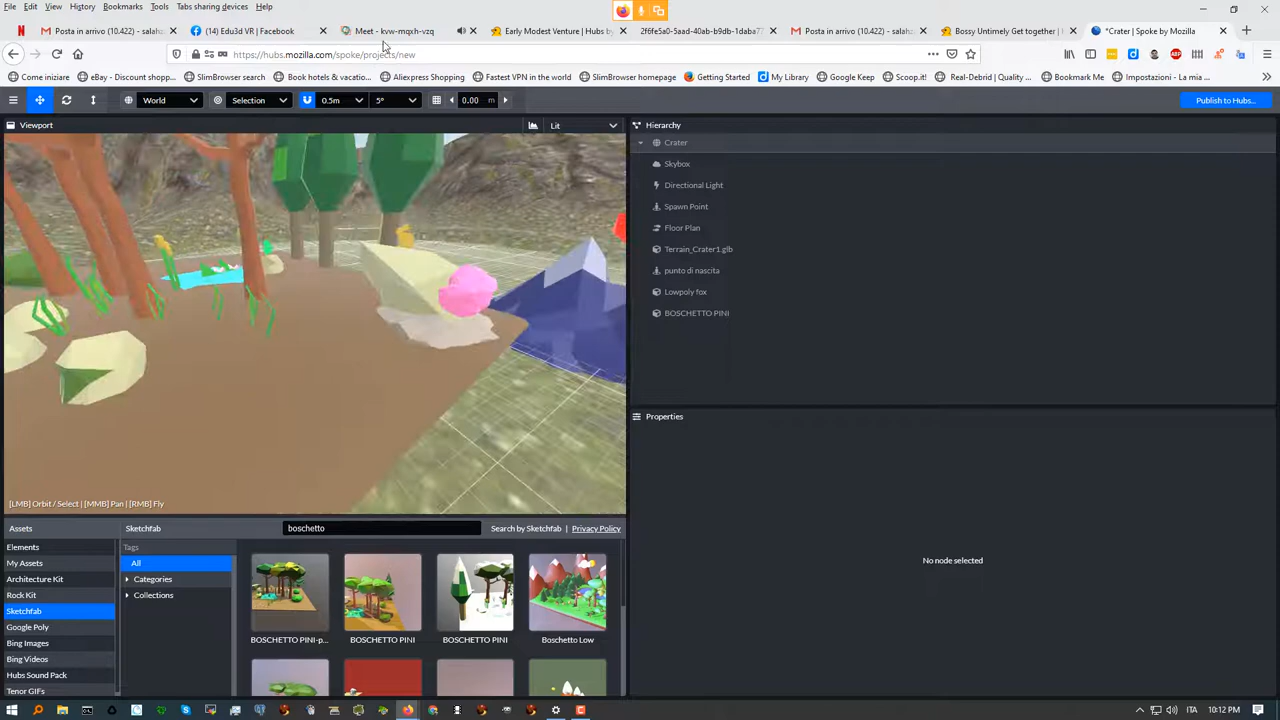 File Edit View History Bookmarks Tools Tabs sharing devices Help
Posta in arrivo (10.422) - salaha (14) Edu3d VR | Facebook Meet - kvw-mqxh-vzq Early Modest Venture | Hubs by 2f6fe5a0-5aad-40ab-b9db-1daba77 Posta in arrivo (10.422) - salaha Bossy Untimely Get together | *Crater | Spoke by Mozilla
https://hubs.mozilla.com/spoke/projects/new
Come iniziare eBay - Discount shopp... SlimBrowser search Book hotels & vacatio... Aliexpress Shopping Fastest VPN in the world SlimBrowser homepage Getting Started My Library Google Keep Scoop.it! Real-Debrid | Quality ... Bookmark Me Impostazioni - La mia ...
World Selection 0.5m 5° 0.00 m Publish to Hubs...
Viewport Lit
Hierarchy
Crater
Skybox
Directional Light
Spawn Point
Floor Plan
Terrain_Crater1.glb
punto di nascita
Lowpoly fox
BOSCHETTO PINI
[LMB] Orbit / Select | [MMB] Pan | [RMB] Fly
Properties
No node selected
Assets
Elements
My Assets
Architecture Kit
Rock Kit
Sketchfab
Google Poly
Bing Images
Bing Videos
Hubs Sound Pack
Tenor GIFs
Sketchfab boschetto Search by Sketchfab | Privacy Policy
Tags
All
Categories
Collections
BOSCHETTO PINI-p... BOSCHETTO PINI BOSCHETTO PINI Boschetto Low
ITA 10:12 PM